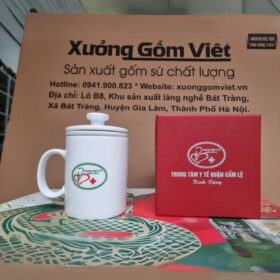 Xưởng Gốm Việt
Sản xuất gốm sứ chất lượng
Hotline: 0941.900.823 * Website: xuonggomviet.vn
Địa chỉ: Lô B8, Khu sản xuất làng nghề Bát Tràng,
Xã Bát Tràng, Huyện Gia Lâm, Thành Phố Hà Nội.
TRUNG TÂM Y TẾ QUẬN CẨM LỆ
Kính Tặng